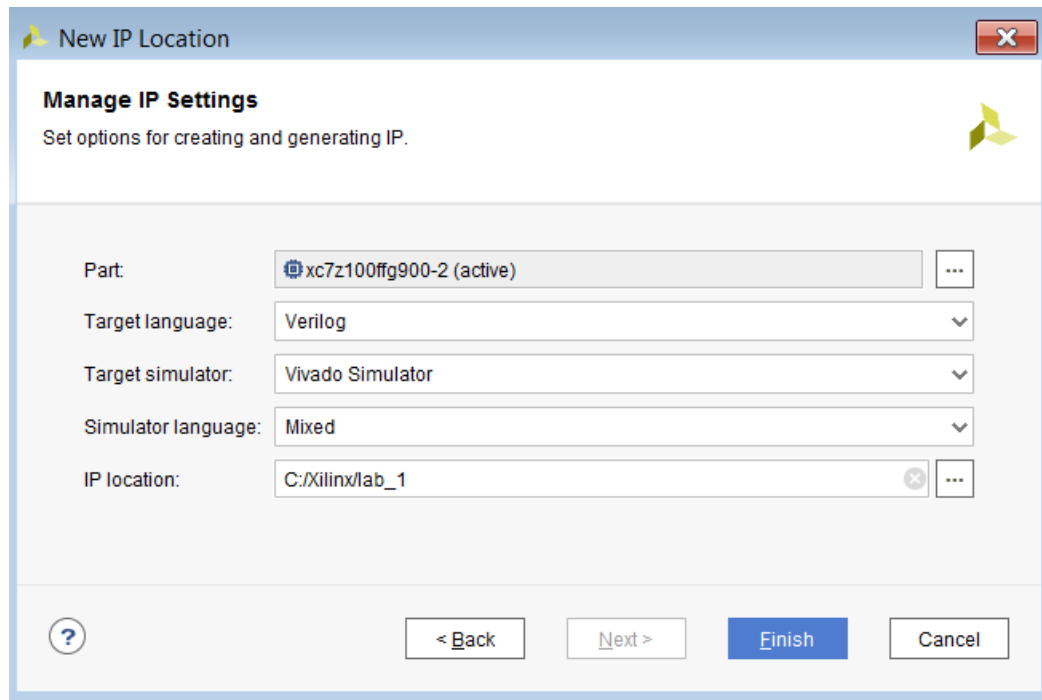 New IP Location
Manage IP Settings
Set options for creating and generating IP.
Part: xc7z100ffg900-2 (active) ...
Target language: Verilog
Target simulator: Vivado Simulator
Simulator language: Mixed
IP location: C:/Xilinx/lab_1 ...
? < Back Next > Finish Cancel